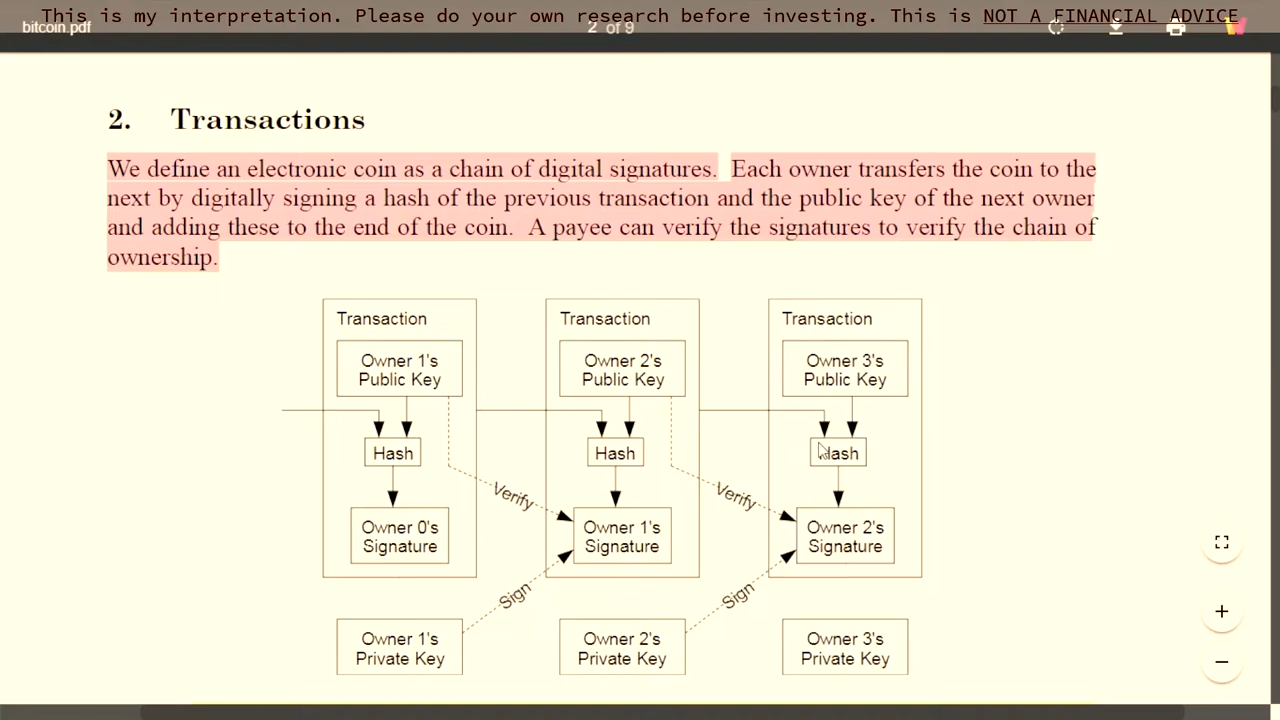 This is my interpretation. Please do your own research before investing. This is NOT A FINANCIAL ADVICE
bitcoin.pdf
2 of 9
2. Transactions
We define an electronic coin as a chain of digital signatures. Each owner transfers the coin to the
next by digitally signing a hash of the previous transaction and the public key of the next owner
and adding these to the end of the coin. A payee can verify the signatures to verify the chain of
ownership.
Transaction
Owner 1's
Public Key
Hash
Owner 0's
Signature
Transaction
Owner 2's
Public Key
Hash
Owner 1's
Signature
Transaction
Owner 3's
Public Key
Hash
Owner 2's
Signature
Verify
Verify
Sign
Sign
Owner 1's
Private Key
Owner 2's
Private Key
Owner 3's
Private Key